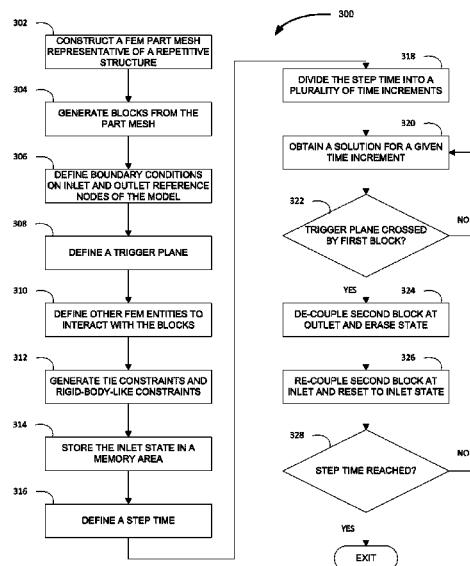 300
302
CONSTRUCT A FEM PART MESH
REPRESENTATIVE OF A REPETITIVE
STRUCTURE
304
GENERATE BLOCKS FROM THE
PART MESH
306
DEFINE BOUNDARY CONDITIONS
ON INLET AND OUTLET REFERENCE
NODES OF THE MODEL
308
DEFINE A TRIGGER PLANE
310
DEFINE OTHER FEM ENTITIES TO
INTERACT WITH THE BLOCKS
312
GENERATE TIE CONSTRAINTS AND
RIGID-BODY-LIKE CONSTRAINTS
314
STORE THE INLET STATE IN A
MEMORY AREA
316
DEFINE A STEP TIME
318
DIVIDE THE STEP TIME INTO A
PLURALITY OF TIME INCREMENTS
320
OBTAIN A SOLUTION FOR A GIVEN
TIME INCREMENT
322
TRIGGER PLANE CROSSED
BY FIRST BLOCK?
NO
YES
324
DE-COUPLE SECOND BLOCK AT
OUTLET AND ERASE STATE
326
RE-COUPLE SECOND BLOCK AT
INLET AND RESET TO INLET STATE
328
STEP TIME REACHED?
NO
YES
EXIT